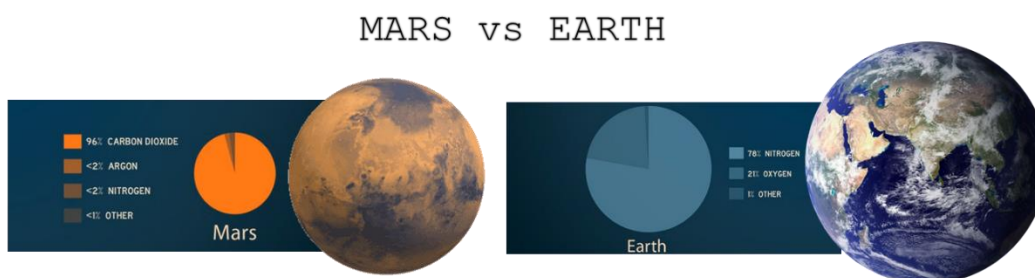 MARS vs EARTH
96% CARBON DIOXIDE
<2% ARGON
<2% NITROGEN
<1% OTHER
Mars
78% NITROGEN
21% OXYGEN
1% OTHER
Earth